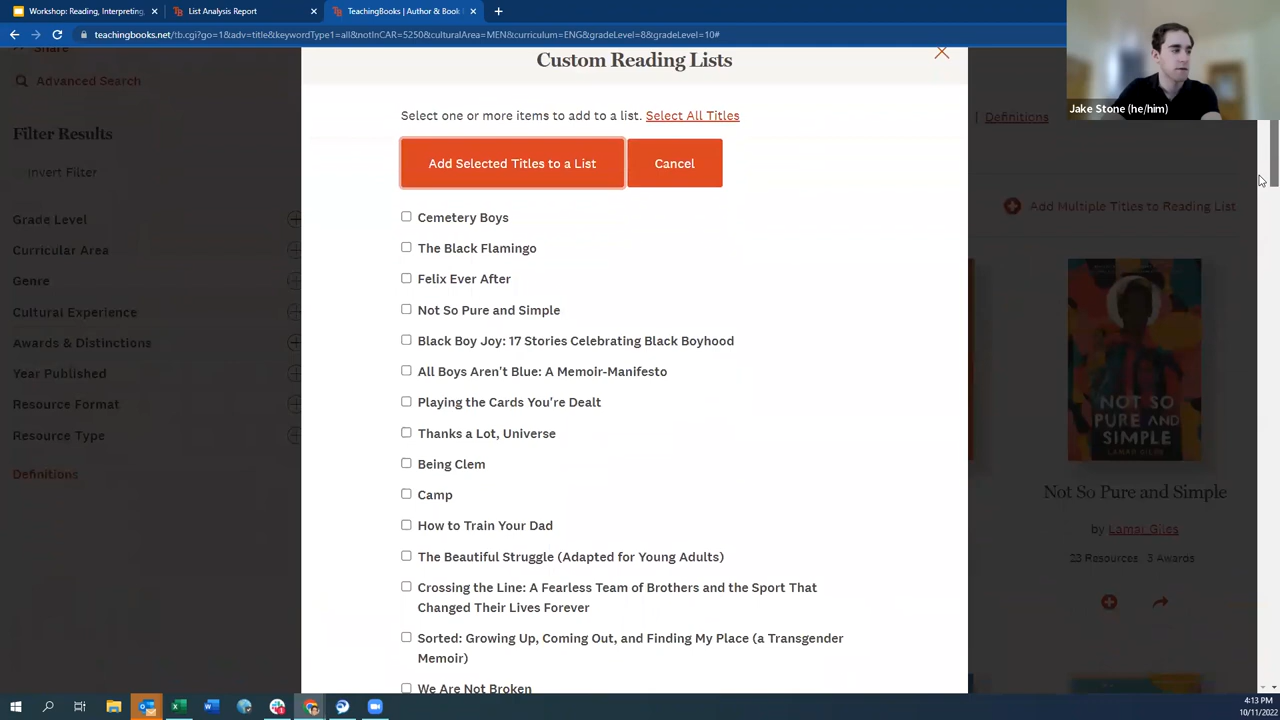 Workshop: Reading, Interpreting,
List Analysis Report
TeachingBooks | Author & Book
teachingbooks.net/tb.cgi?go=1&adv=title&keywordType1=all&notInCAR=5250&culturalArea=MEN&curriculum=ENG&gradeLevel=8&gradeLevel=10#
Jake Stone (he/him)
Share
Advanced Search
Filter Results
Invert Filter
Grade Level
Curricular Area
Genre
Cultural Experience
Awards & Distinctions
Year Published
Resource Format
Resource Type
Definitions
Custom Reading Lists
Select one or more items to add to a list. Select All Titles
Add Selected Titles to a List
Cancel
Cemetery Boys
The Black Flamingo
Felix Ever After
Not So Pure and Simple
Black Boy Joy: 17 Stories Celebrating Black Boyhood
All Boys Aren't Blue: A Memoir-Manifesto
Playing the Cards You're Dealt
Thanks a Lot, Universe
Being Clem
Camp
How to Train Your Dad
The Beautiful Struggle (Adapted for Young Adults)
Crossing the Line: A Fearless Team of Brothers and the Sport That
Changed Their Lives Forever
Sorted: Growing Up, Coming Out, and Finding My Place (a Transgender
Memoir)
We Are Not Broken
| Definitions
Add Multiple Titles to Reading List
NOT SO
PURE AND
SIMPLE
LAMAR GILES
Not So Pure and Simple
by Lamar Giles
23 Resources 3 Awards
4:13 PM
10/11/2022